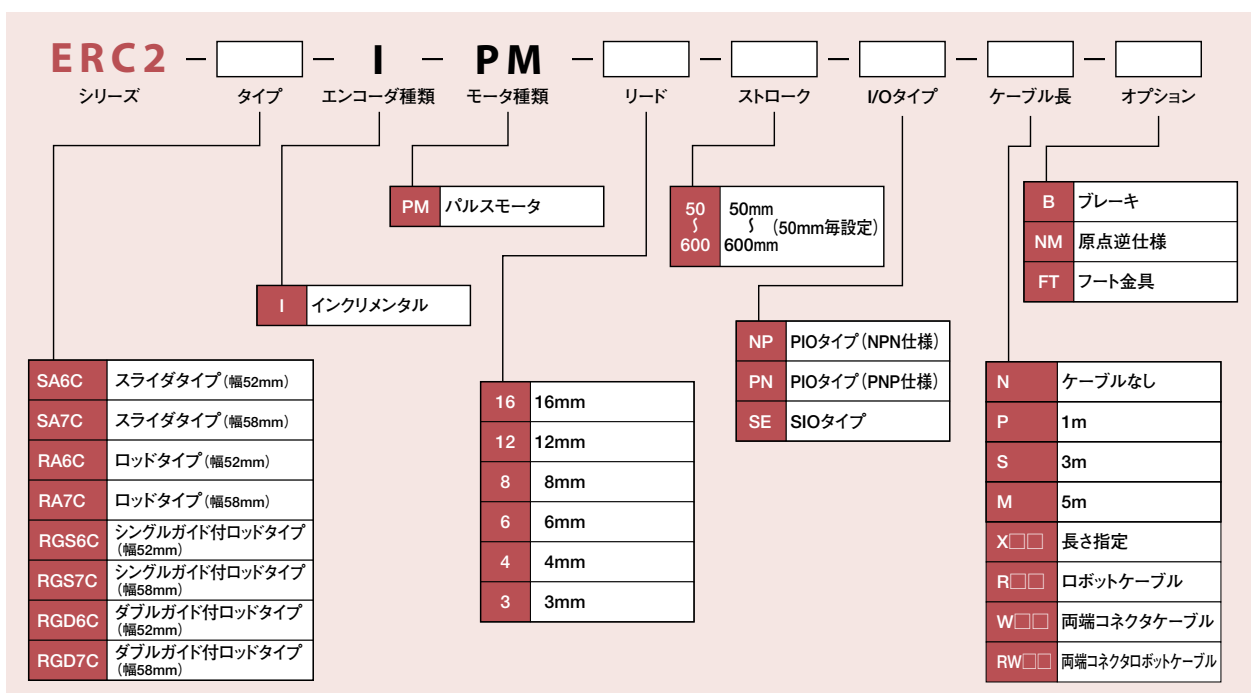 ERC2 – – I – PM – – – – –
シリーズ タイプ エンコーダ種類 モータ種類 リード ストローク I/Oタイプ ケーブル長 オプション
PM パルスモータ
50 50mm
〜 〜 (50mm毎設定)
600 600mm
B ブレーキ
NM 原点逆仕様
FT フート金具
I インクリメンタル
NP PIOタイプ(NPN仕様)
PN PIOタイプ(PNP仕様)
SE SIOタイプ
SA6C スライダタイプ(幅52mm)
SA7C スライダタイプ(幅58mm)
RA6C ロッドタイプ(幅52mm)
RA7C ロッドタイプ(幅58mm)
RGS6C シングルガイド付ロッドタイプ
(幅52mm)
RGS7C シングルガイド付ロッドタイプ
(幅58mm)
RGD6C ダブルガイド付ロッドタイプ
(幅52mm)
RGD7C ダブルガイド付ロッドタイプ
(幅58mm)
16 16mm
12 12mm
8 8mm
6 6mm
4 4mm
3 3mm
N ケーブルなし
P 1m
S 3m
M 5m
X□□ 長さ指定
R□□ ロボットケーブル
W□□ 両端コネクタケーブル
RW□□ 両端コネクタロボットケーブル